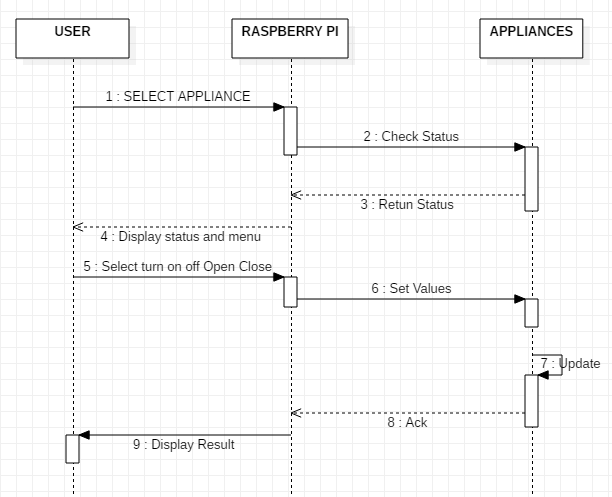 USER
RASPBERRY PI
APPLIANCES
1 : SELECT APPLIANCE
2 : Check Status
3 : Retun Status
4 : Display status and menu
5 : Select turn on off Open Close
6 : Set Values
7 : Update
8 : Ack
9 : Display Result